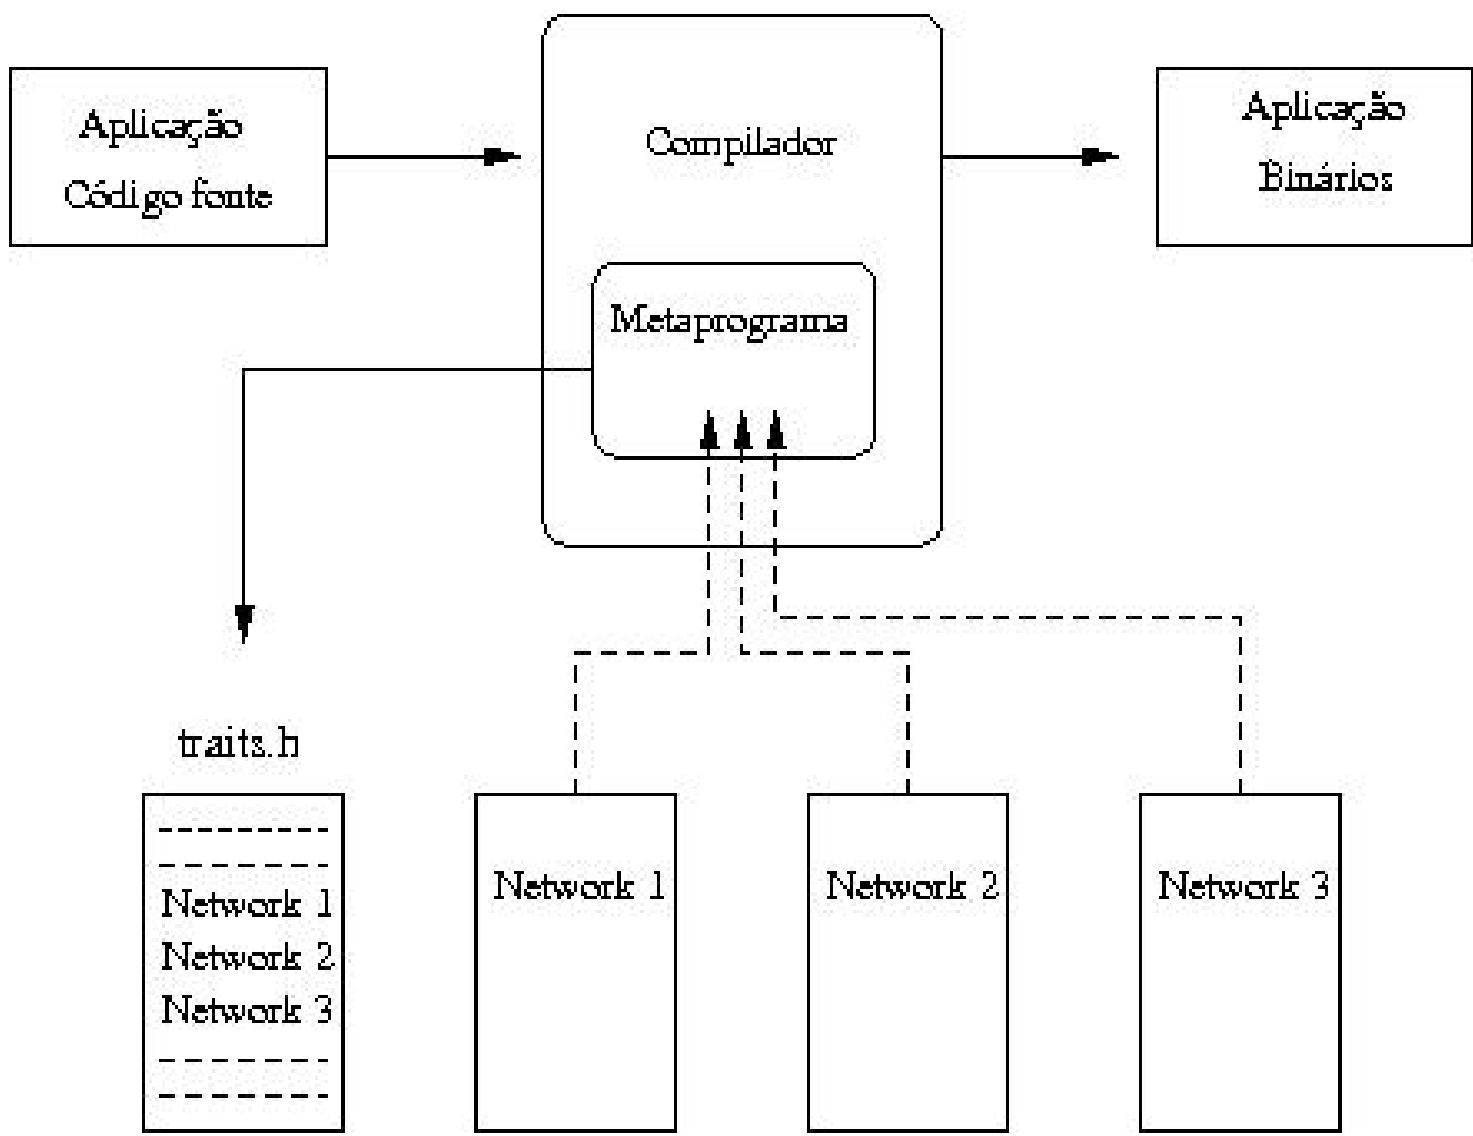 Aplicação
Código fonte
Compilador
Aplicação
Binários
Metaprograma
traits.h
Network 1
Network 2
Network 3
Network 1
Network 2
Network 3